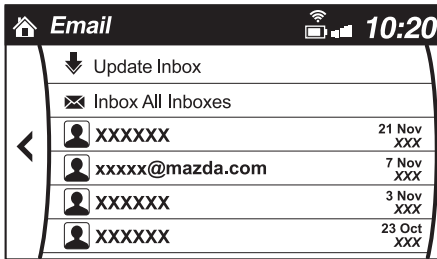 Email 10:20
Update Inbox
Inbox All Inboxes
XXXXXX 21 Nov
XXX
xxxxx@mazda.com 7 Nov
XXX
XXXXXX 3 Nov
XXX
XXXXXX 23 Oct
XXX